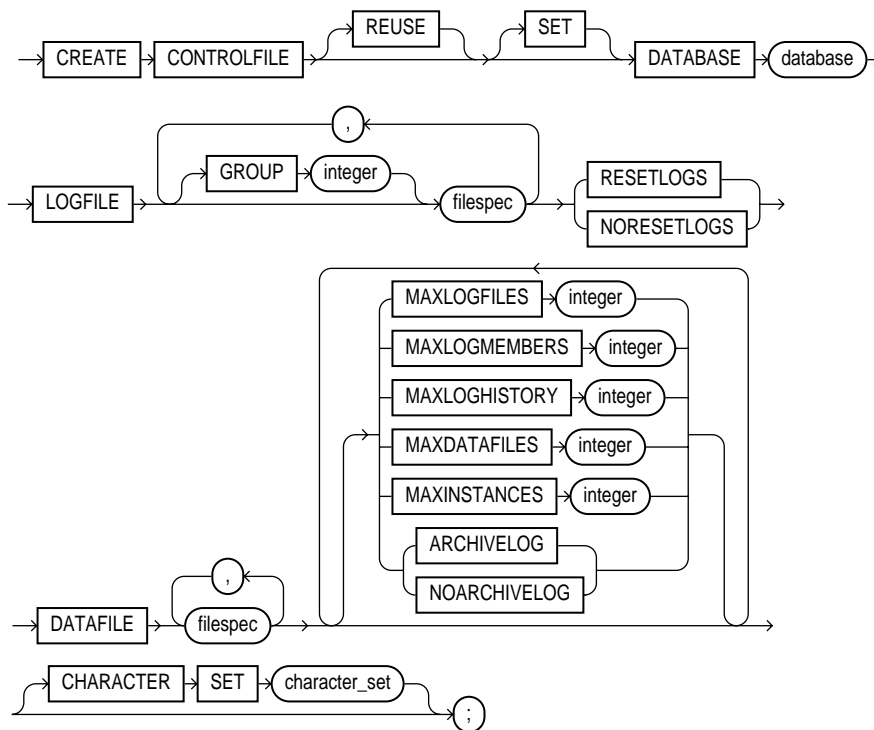 REUSE SET
CREATE CONTROLFILE DATABASE database
,
GROUP integer
LOGFILE filespec
RESETLOGS
NORESETLOGS
MAXLOGFILES integer
MAXLOGMEMBERS integer
MAXLOGHISTORY integer
MAXDATAFILES integer
MAXINSTANCES integer
ARCHIVELOG
NOARCHIVELOG
,
DATAFILE filespec
CHARACTER SET character_set
;